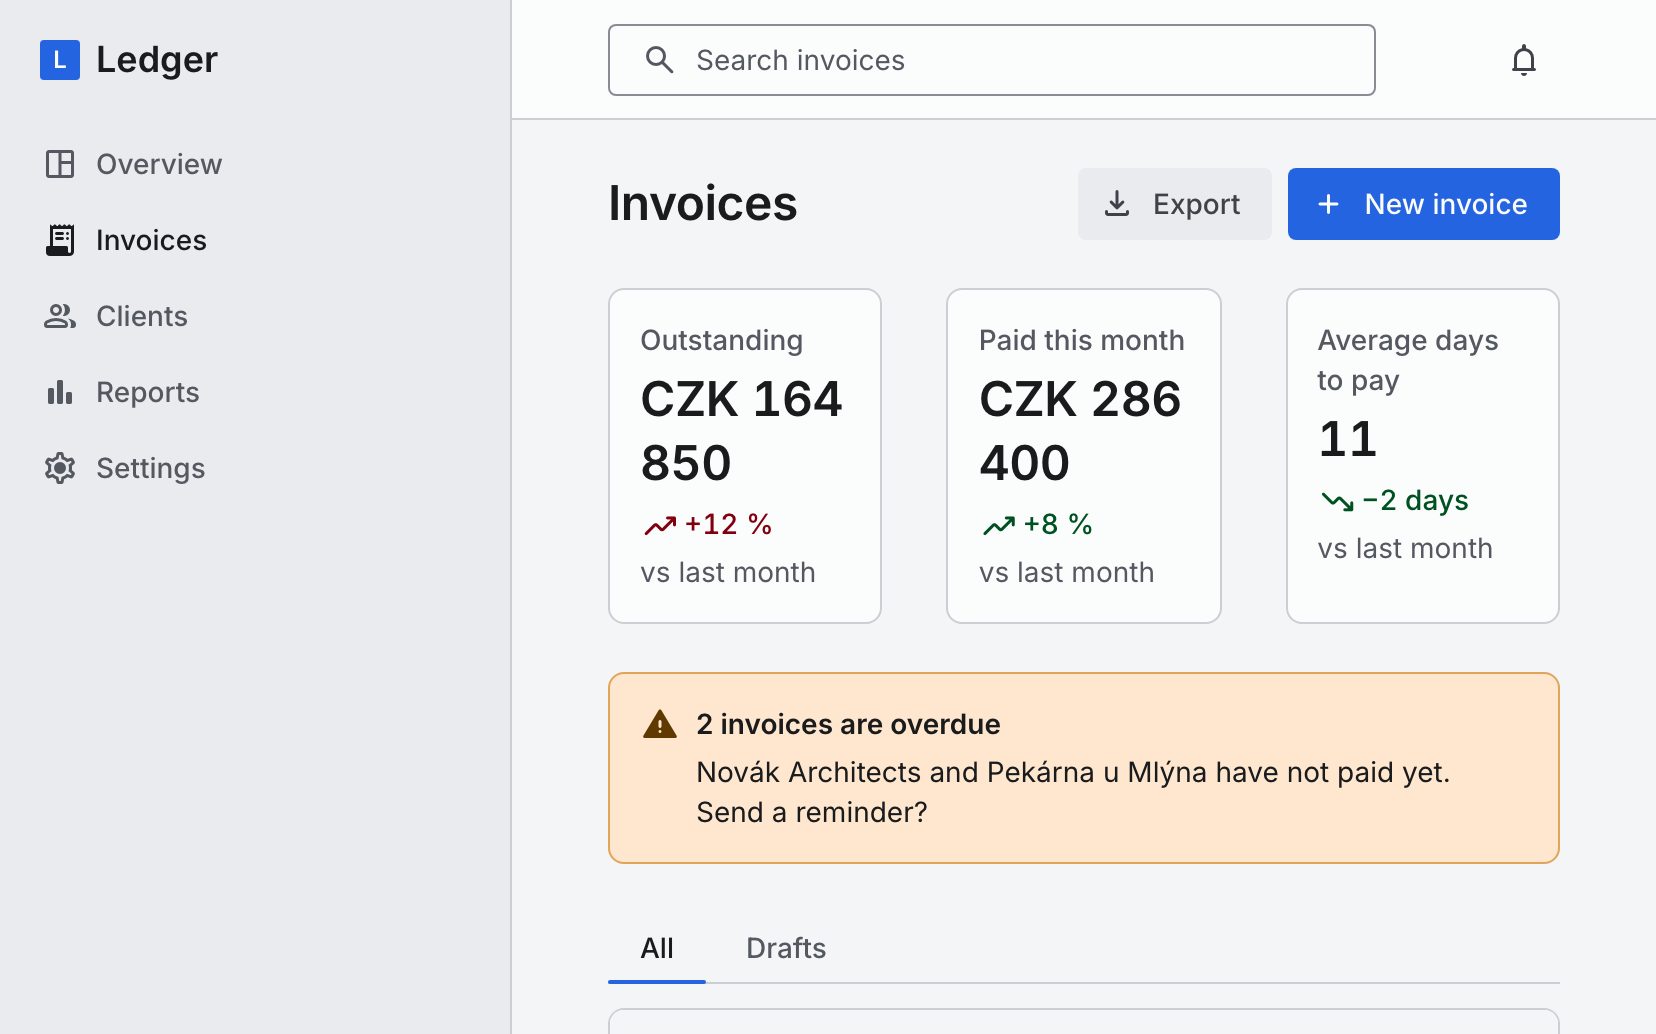 L Ledger
Overview
Invoices
Clients
Reports
Settings
Search invoices
Invoices
Export
New invoice
Outstanding
CZK 164
850
+12 %
vs last month
Paid this month
CZK 286
400
+8 %
vs last month
Average days
to pay
11
−2 days
vs last month
2 invoices are overdue
Novák Architects and Pekárna u Mlýna have not paid yet.
Send a reminder?
All
Drafts